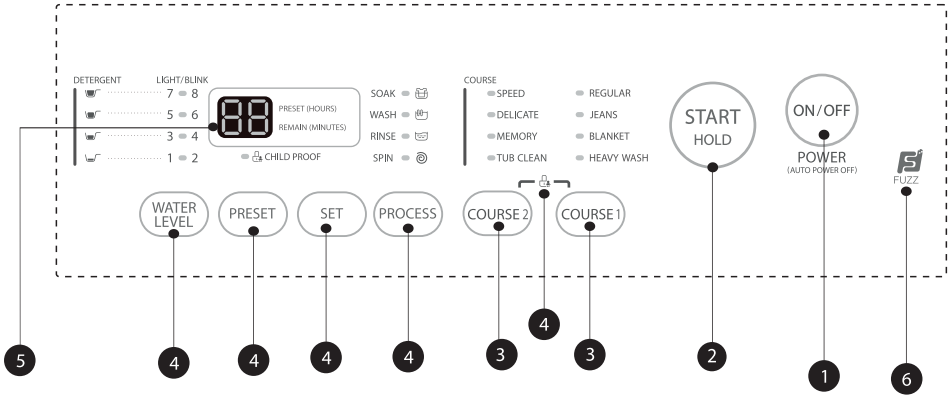 DETERGENT LIGHT/BLINK
7 8
5 6
3 4
1 2
88
PRESET (HOURS)
REMAIN (MINUTES)
CHILD PROOF
SOAK
WASH
RINSE
SPIN
COURSE
SPEED
DELICATE
MEMORY
TUB CLEAN
REGULAR
JEANS
BLANKET
HEAVY WASH
START
HOLD
ON/OFF
POWER
(AUTO POWER OFF)
FUZZ
WATER
LEVEL
PRESET
SET
PROCESS
COURSE 2
COURSE 1
5
4
4
4
4
3
4
3
2
1
6